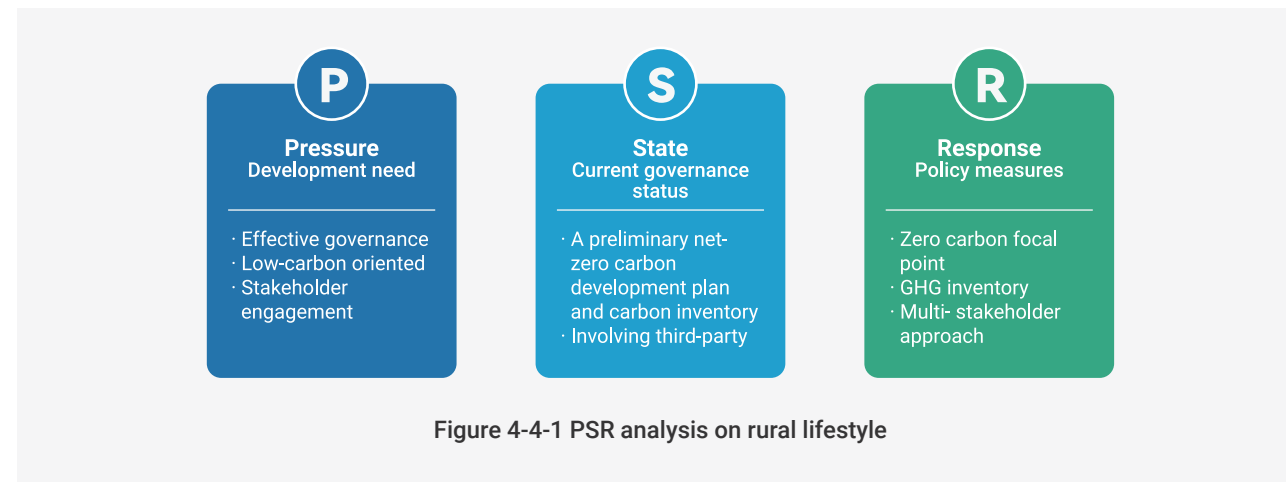 P
Pressure
Development need
· Effective governance
· Low-carbon oriented
· Stakeholder
engagement
S
State
Current governance
status
· A preliminary net-
zero carbon
development plan
and carbon inventory
· Involving third-party
R
Response
Policy measures
· Zero carbon focal
point
· GHG inventory
· Multi- stakeholder
approach
Figure 4-4-1 PSR analysis on rural lifestyle